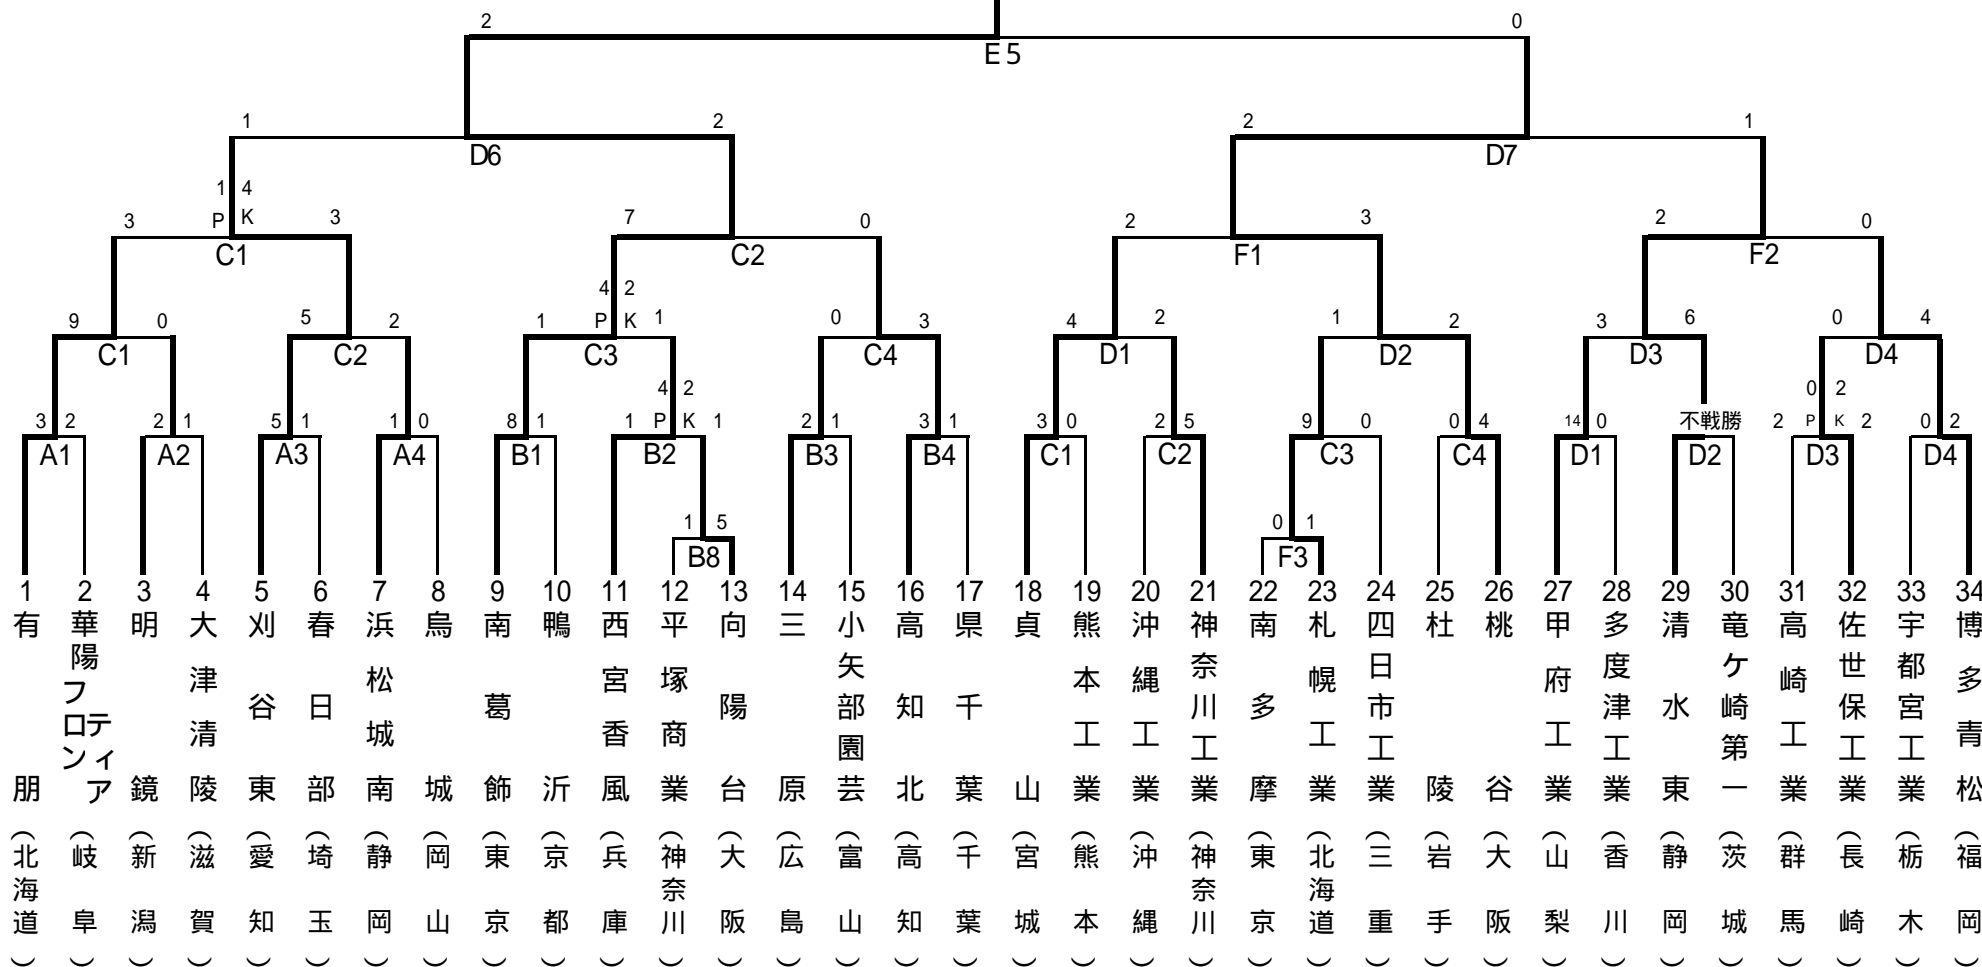 2 0
E 5
1 2 2 1
D6 D7
1 4
3 P K 3 7 0 2 3 2 0
C1 C2 F1 F2
4 2
9 0 5 2 1 P K 1 0 3 4 2 1 2 3 6 0 4
C1 C2 C3 C4 D1 D2 D3 D4
4 2 0 2
3 2 2 1 5 1 1 0 8 1 1 P K 1 2 1 3 1 3 0 2 5 9 0 0 4 14 0 不戦勝 2 P K 2 0 2
A1 A2 A3 A4 B1 B2 B3 B4 C1 C2 C3 C4 D1 D2 D3 D4
1 5 0 1
B8 F3
1 有朋(北海道)
2 華陽フロンティア(岐阜)
3 明鏡(新潟)
4 大津清陵(滋賀)
5 刈谷東(愛知)
6 春日部(埼玉)
7 浜松城南(静岡)
8 烏城(岡山)
9 南葛飾(東京)
10 鴨沂(京都)
11 西宮香風(兵庫)
12 平塚商業(神奈川)
13 向陽台(大阪)
14 三原(広島)
15 小矢部園芸(富山)
16 高知北(高知)
17 県千葉(千葉)
18 貞山(宮城)
19 熊本工業(熊本)
20 沖縄工業(沖縄)
21 神奈川工業(神奈川)
22 南多摩(東京)
23 札幌工業(北海道)
24 四日市工業(三重)
25 杜陵(岩手)
26 桃谷(大阪)
27 甲府工業(山梨)
28 多度津工業(香川)
29 清水東(静岡)
30 竜ケ崎第一(茨城)
31 高崎工業(群馬)
32 佐世保工業(長崎)
33 宇都宮工業(栃木)
34 博多青松(福岡)